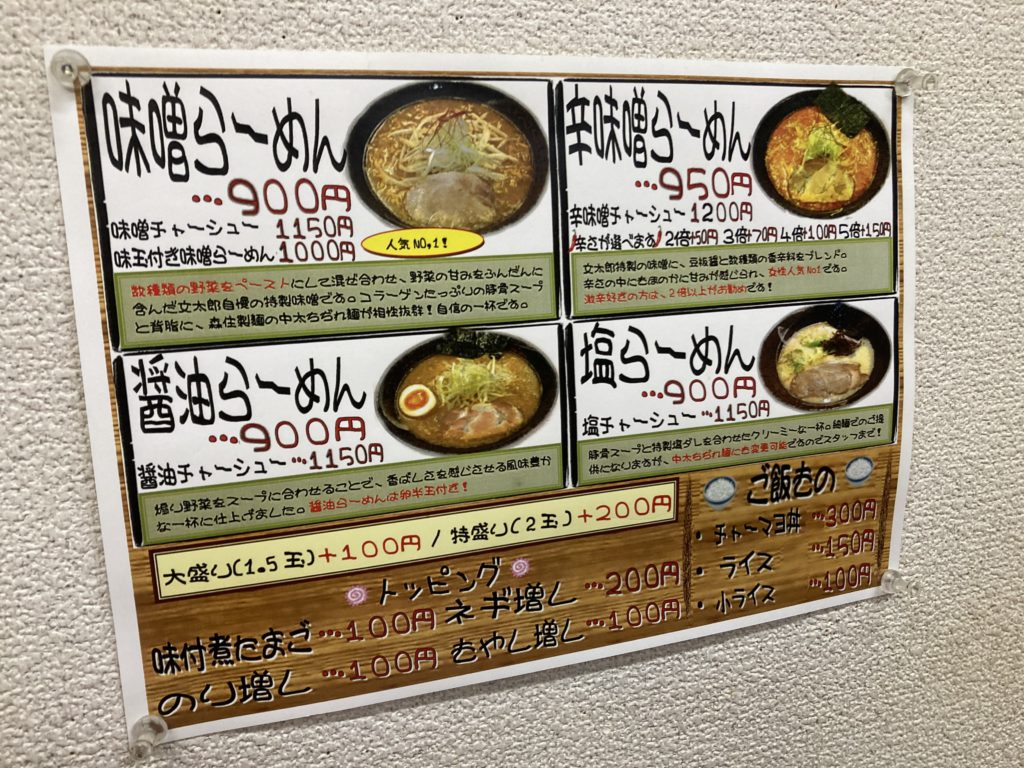 味噌らーめん
…900円
味噌チャーシュー 1150円
味玉付き味噌らーめん 1000円
人気NO,1!
数種類の野菜をペーストにして混ぜ合わせ、野菜の甘みをふんだんに
含んだ文太郎自慢の特製味噌である。コラーゲンたっぷりの豚骨スープ
と背脂に、森住製麺の中太ちぢれ麺が相性抜群!自信の一杯である。
辛味噌らーめん
…950円
辛味噌チャーシュー 1200円
辛さが選べます 2倍+50円 3倍+70円 4倍+100円 5倍+150円
文太郎特製の味噌に、豆板醤と数種類の香辛料をブレンド。
辛さの中にもほのかに甘みが感じられ、女性人気No1です。
激辛好きの方は、2倍以上がお勧めです!
醤油らーめん
…900円
醤油チャーシュー…1150円
煽り野菜をスープに合わせることで、香ばしさを感じさせる風味豊か
な一杯に仕上げました。醤油らーめんは卵半玉付き!
塩らーめん
…900円
塩チャーシュー…1150円
豚骨スープと特製塩ダレを合わせたクリーミーな一杯。細麺でのご提
供になりますが、中太ちぢれ麺にも変更可能ですのでスタッフまで!
大盛り(1.5玉)+100円 / 特盛り(2玉)+200円
トッピング
味付煮たまご…100円 ネギ増し…200円
のり増し…100円 もやし増し…100円
ご飯もの
・チャーマヨ丼…300円
・ライス…150円
・小ライス…100円